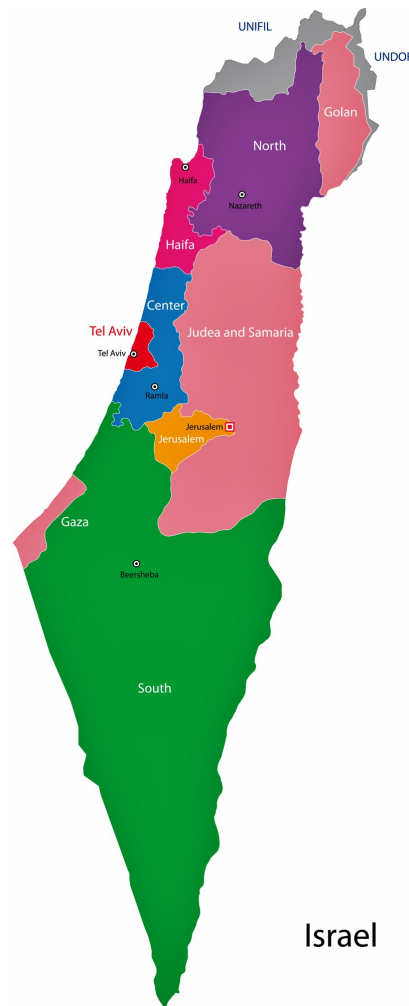 UNIFIL
UNDOF
Golan
North
Haifa
Nazareth
Haifa
Center
Tel Aviv
Judea and Samaria
Tel Aviv
Ramla
Jerusalem
Jerusalem
Gaza
Beersheba
South
Israel